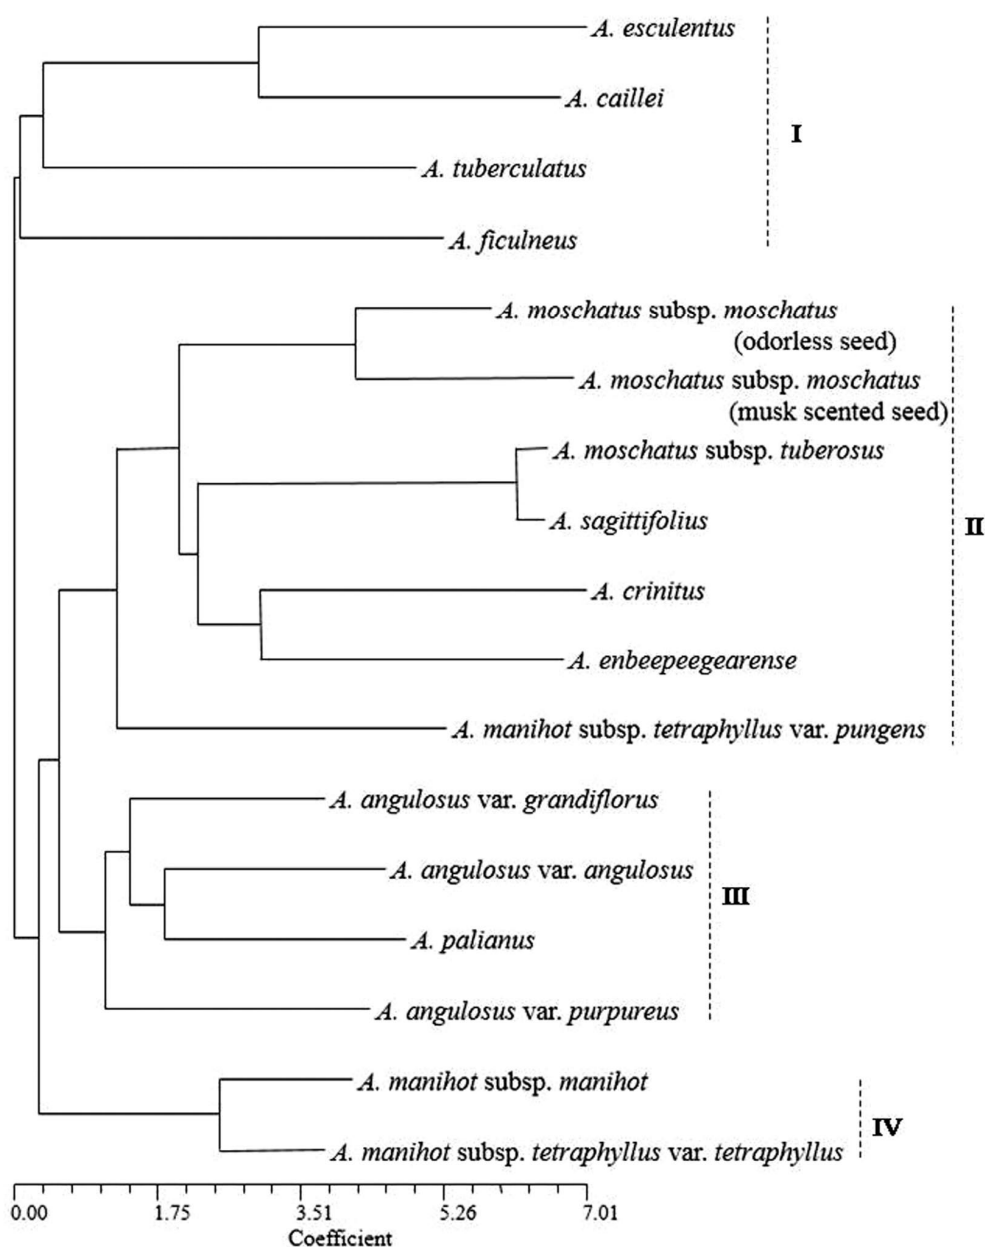 A. esculentus
A. caillei
I
A. tuberculatus
A. ficulneus
A. moschatus subsp. moschatus
(odorless seed)
A. moschatus subsp. moschatus
(musk scented seed)
A. moschatus subsp. tuberosus
A. sagittifolius
II
A. crinitus
A. enbeepeegearense
A. manihot subsp. tetraphyllus var. pungens
A. angulosus var. grandiflorus
A. angulosus var. angulosus
III
A. palianus
A. angulosus var. purpureus
A. manihot subsp. manihot
IV
A. manihot subsp. tetraphyllus var. tetraphyllus
0.00 1.75 3.51 5.26 7.01
Coefficient